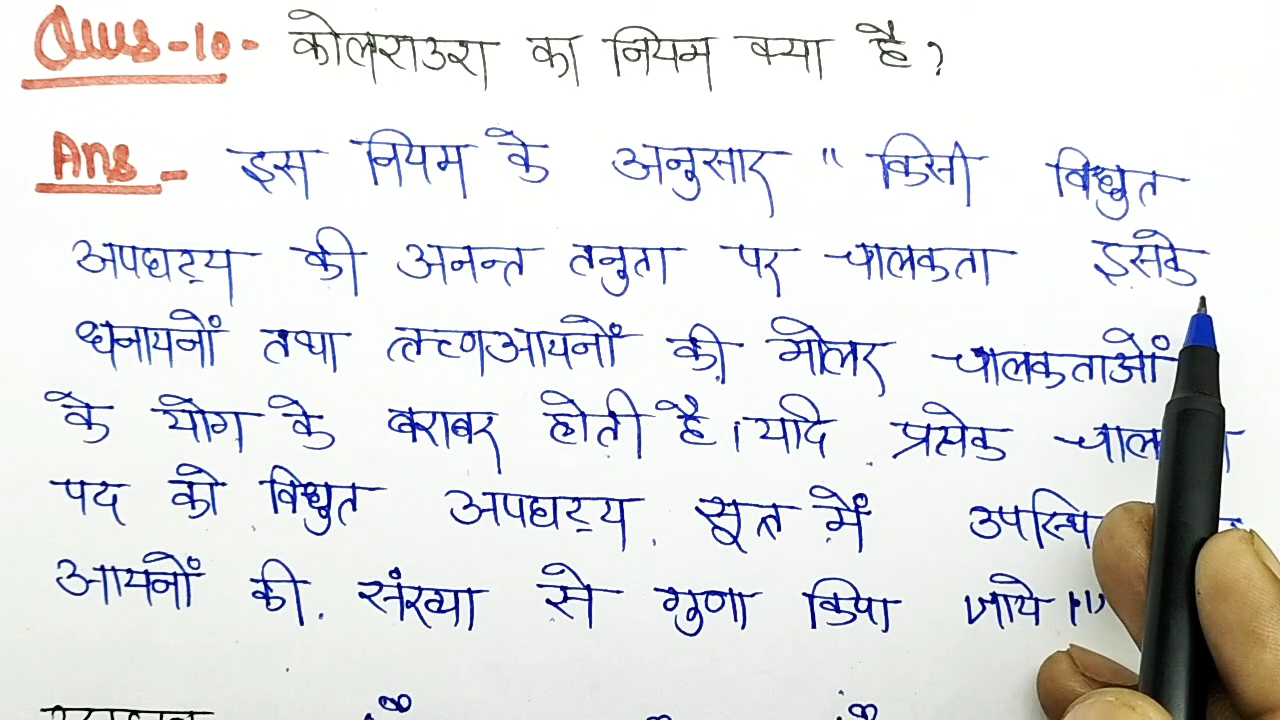 Ques-10- कोलराउश का नियम क्या है?
Ans - इस नियम के अनुसार " किसी विद्युत
अपघट्य की अनन्त तनुता पर चालकता इसके
धनायनों तथा ऋणआयनों की मोलर चालकताओं
के योग के बराबर होती है। यदि प्रत्येक
पद को विद्युत अपघट्य सूत्र में
आयनों की संख्या से गुणा किया जाये।"